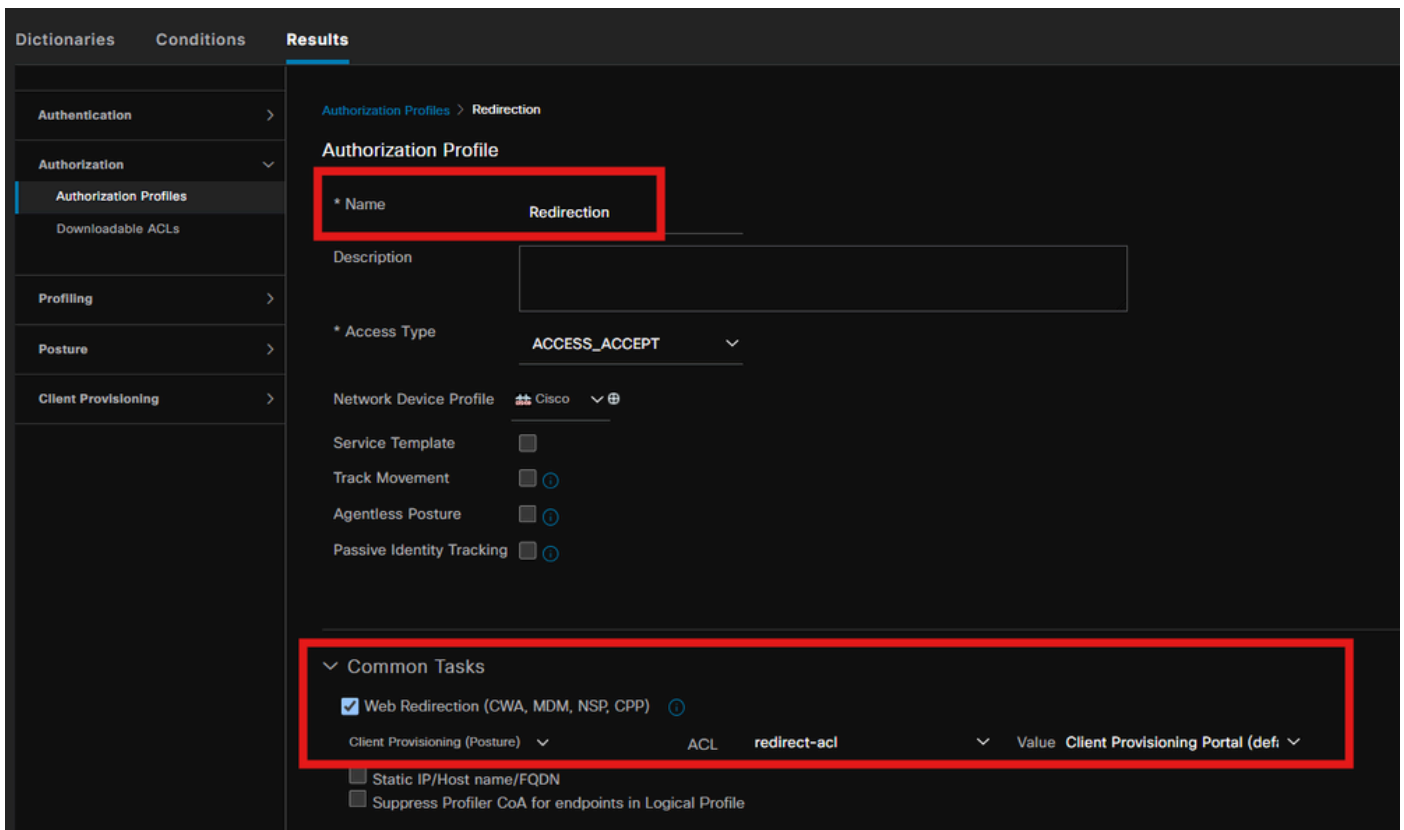 Dictionaries Conditions Results
Authentication
Authorization
Authorization Profiles
Downloadable ACLs
Profiling
Posture
Client Provisioning
Authorization Profiles > Redirection
Authorization Profile
* Name Redirection
Description
* Access Type ACCESS_ACCEPT
Network Device Profile Cisco
Service Template
Track Movement
Agentless Posture
Passive Identity Tracking
Common Tasks
Web Redirection (CWA, MDM, NSP, CPP)
Client Provisioning (Posture) ACL redirect-acl Value Client Provisioning Portal (defa
Static IP/Host name/FQDN
Suppress Profiler CoA for endpoints in Logical Profile